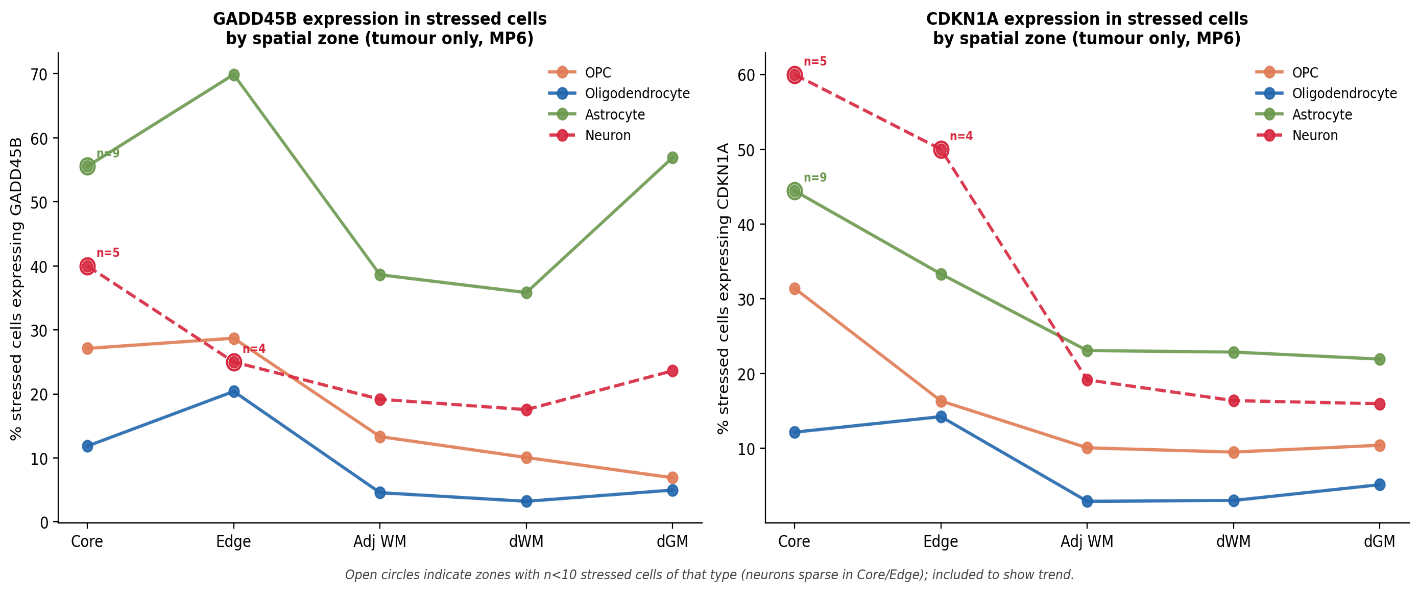 GADD45B expression in stressed cells
by spatial zone (tumour only, MP6)
% stressed cells expressing GADD45B
70
60
50
40
30
20
10
0
n=9
n=5
n=4
OPC
Oligodendrocyte
Astrocyte
Neuron
Core
Edge
Adj WM
dWM
dGM
CDKN1A expression in stressed cells
by spatial zone (tumour only, MP6)
% stressed cells expressing CDKN1A
60
50
40
30
20
10
n=5
n=4
n=9
OPC
Oligodendrocyte
Astrocyte
Neuron
Core
Edge
Adj WM
dWM
dGM
Open circles indicate zones with n<10 stressed cells of that type (neurons sparse in Core/Edge); included to show trend.